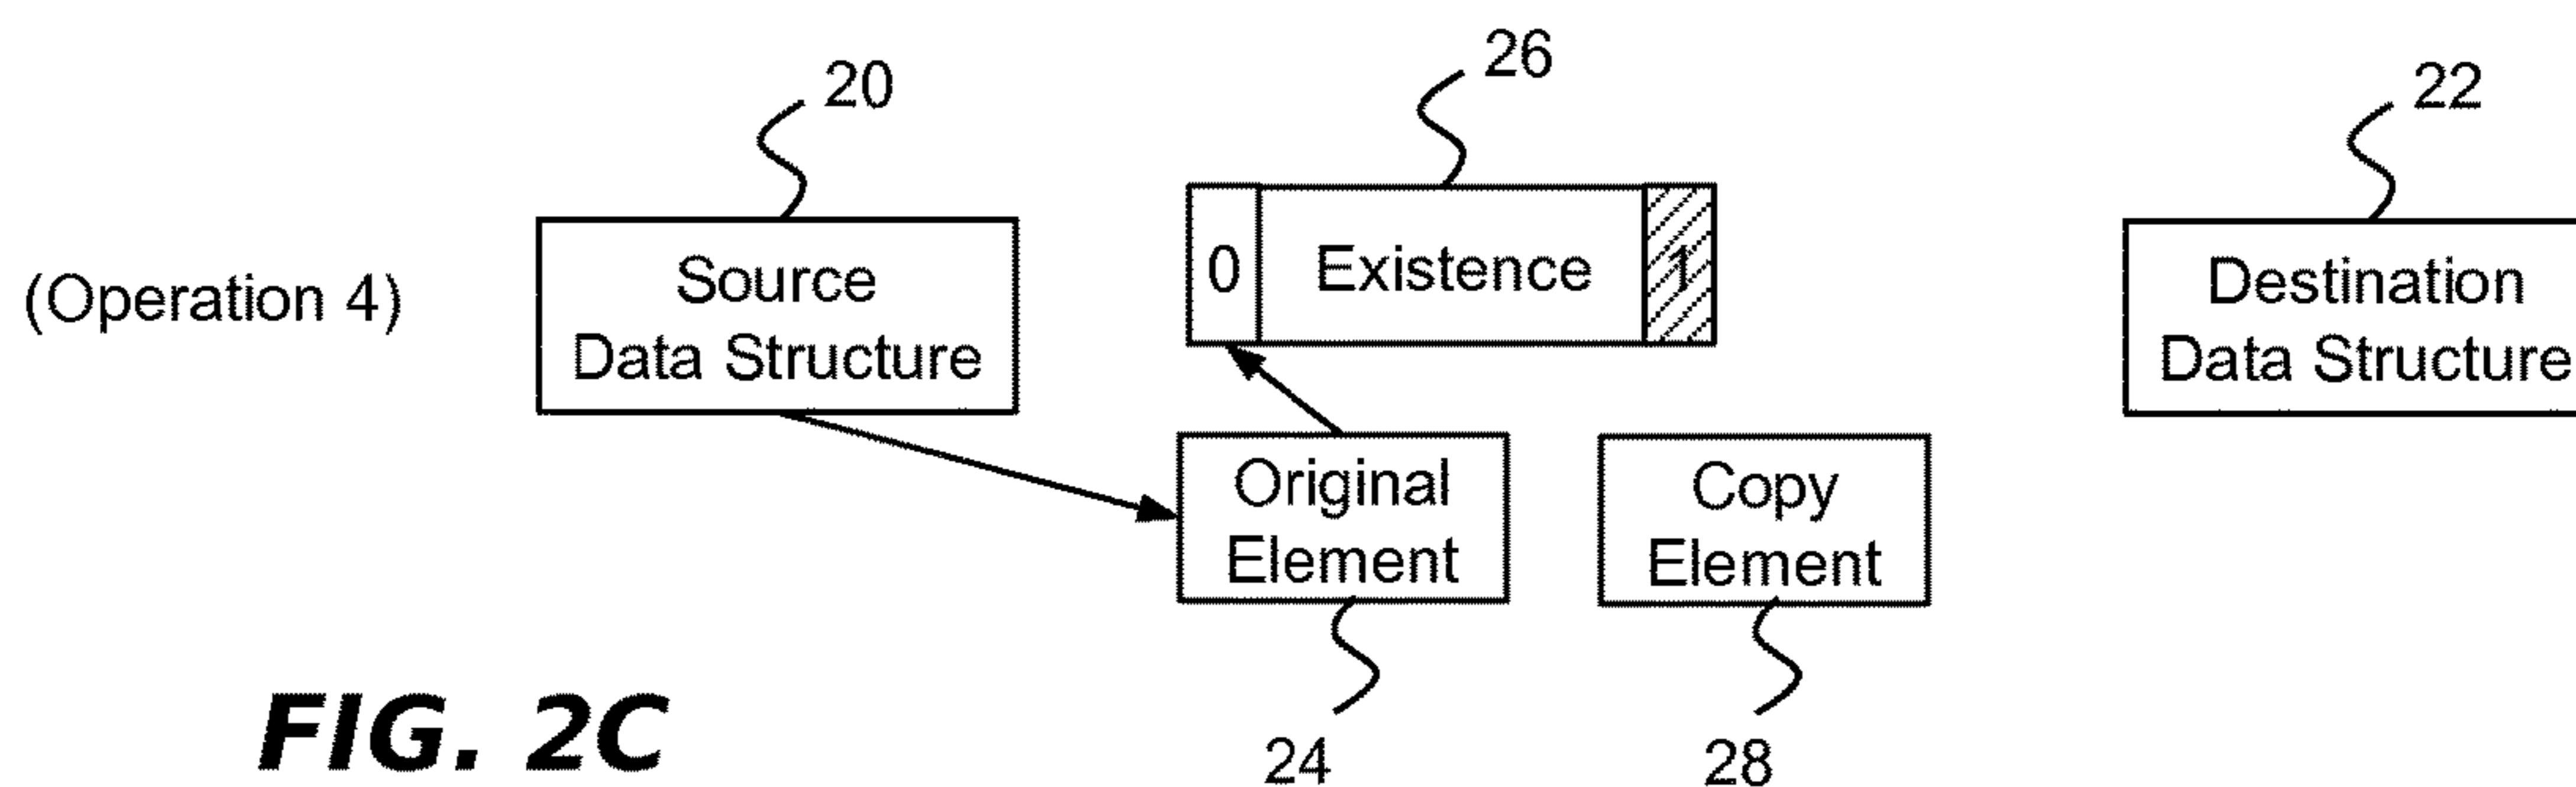 20
26
22
(Operation 4)
Source
Data Structure
0
Existence
1
Destination
Data Structure
Original
Element
Copy
Element
24
28
FIG. 2C